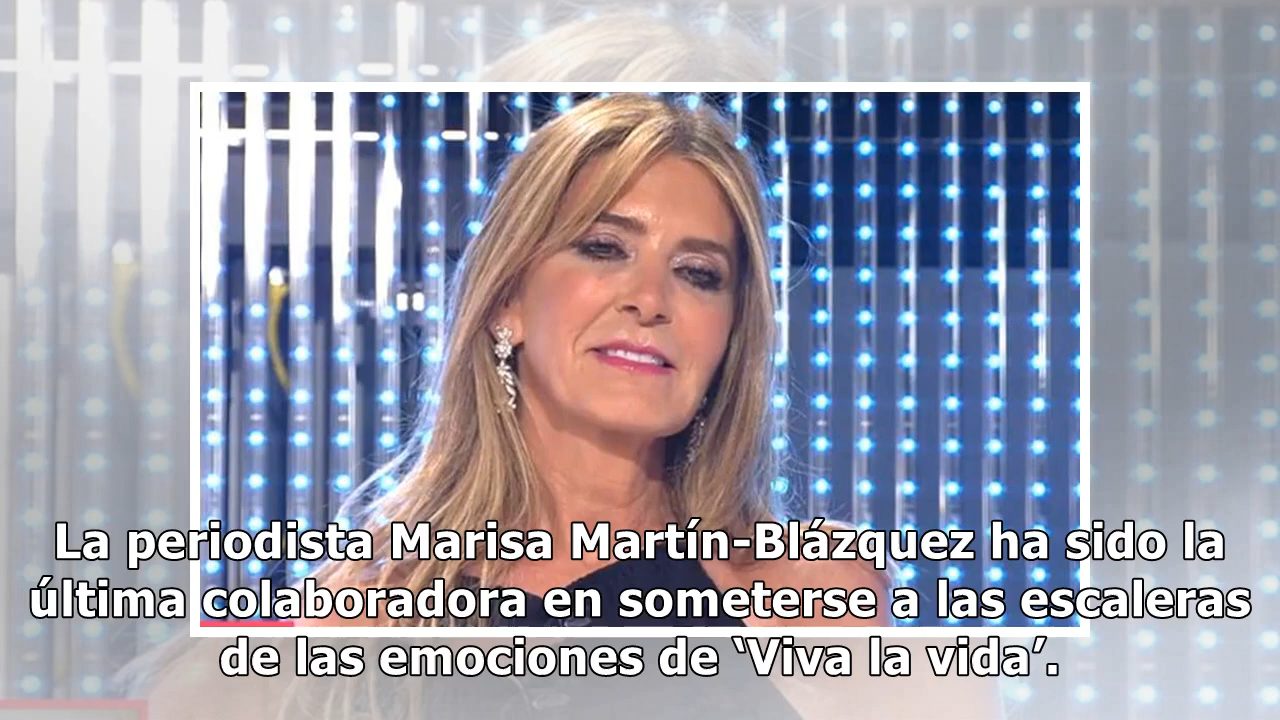 La periodista Marisa Martín-Blázquez ha sido la
última colaboradora en someterse a las escaleras
de las emociones de ‘Viva la vida’.